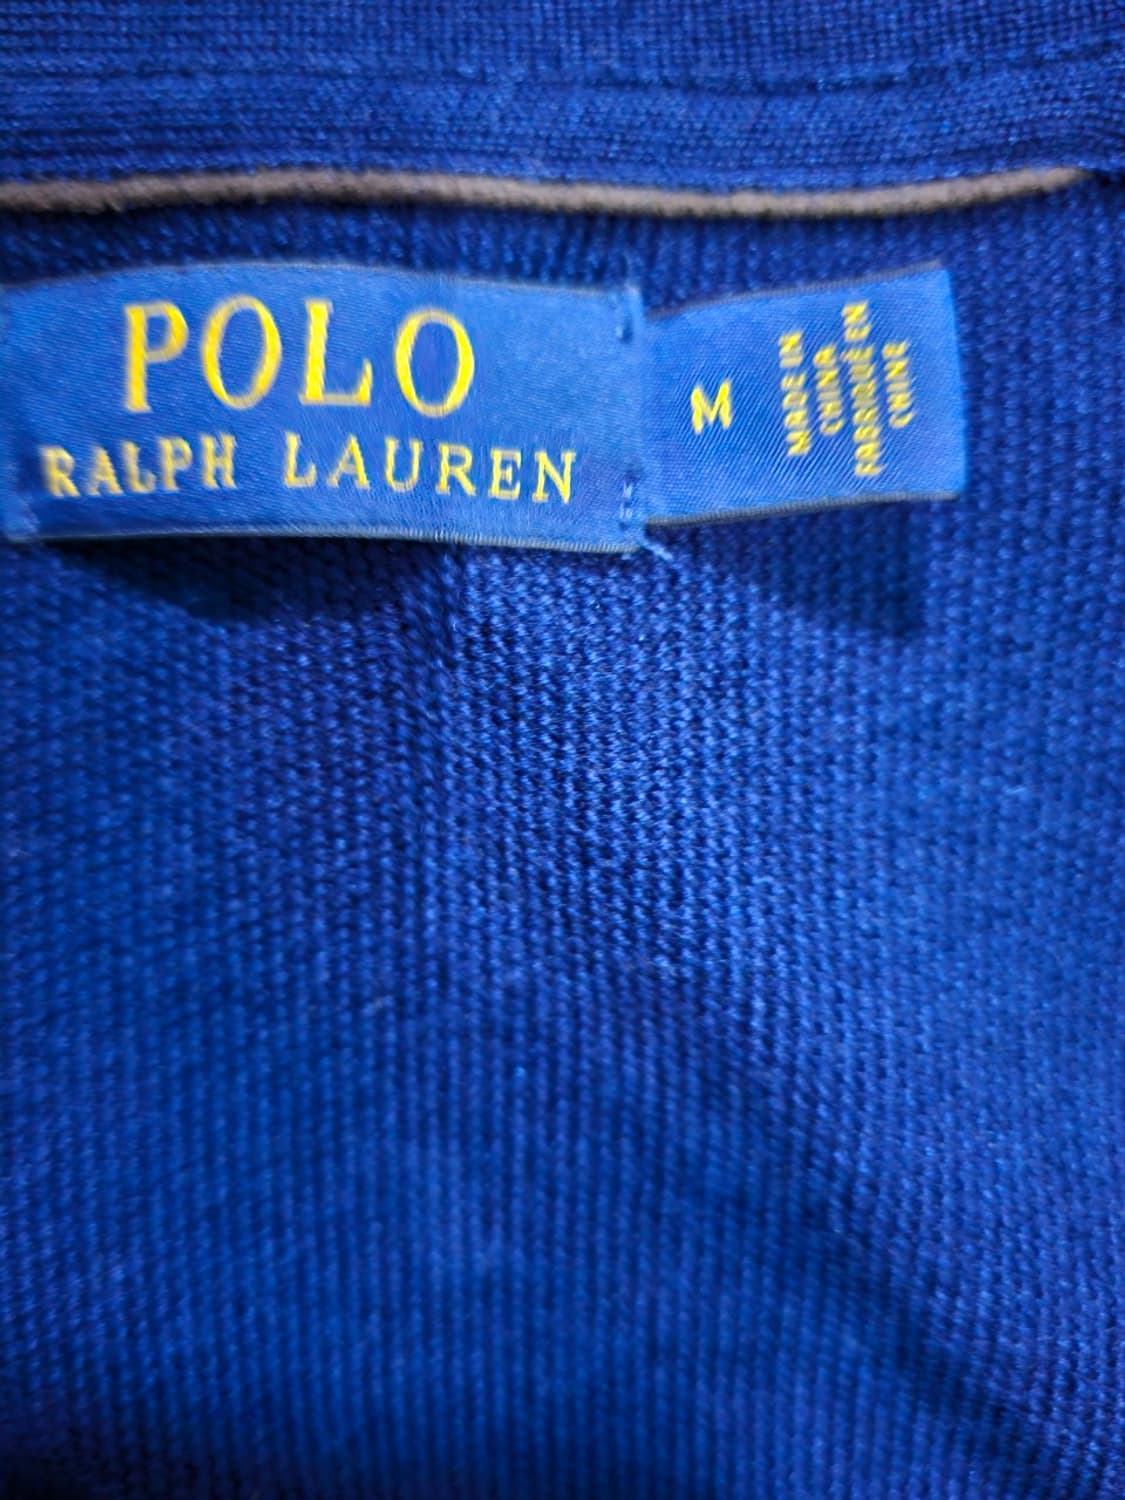 POLO
RALPH LAUREN
M
MADE IN
CHINA
FABRIQUÉ EN
CHINE